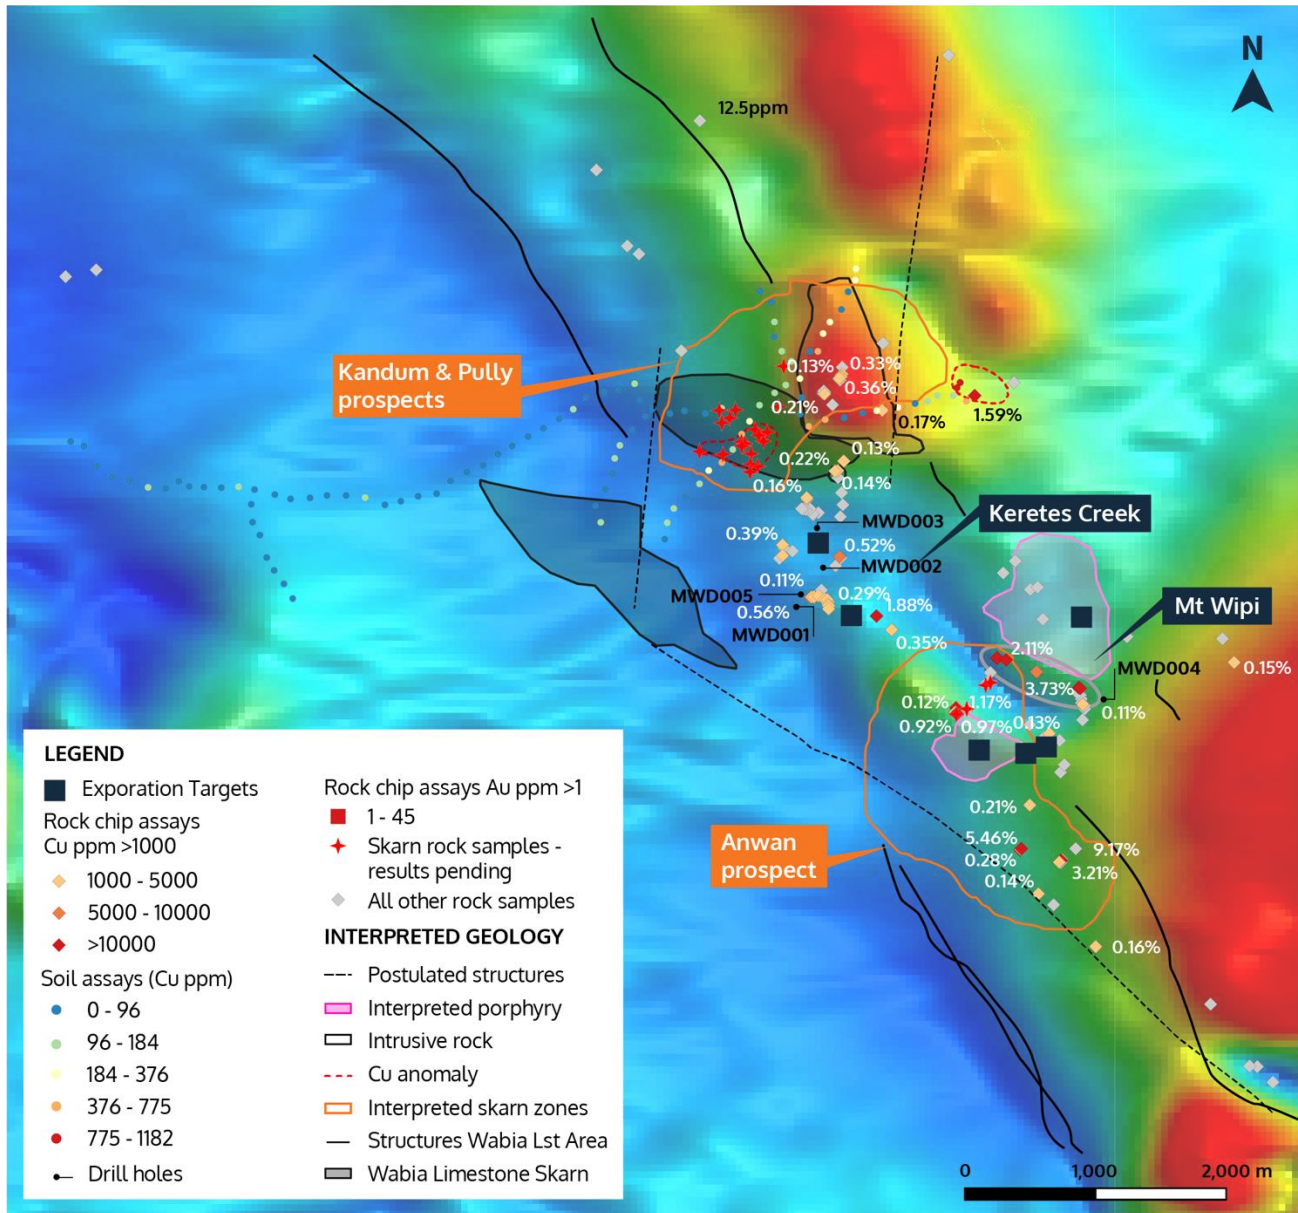 N
12.5ppm
Kandum & Pully
prospects
0.13%
0.33%
0.36%
0.21%
0.17%
1.59%
0.13%
0.22%
0.16%
0.14%
MWD003
Keretes Creek
0.39%
0.52%
MWD002
0.11%
MWD005
0.29%
0.56%
1.88%
MWD001
0.35%
Mt Wipi
2.11%
MWD004
0.15%
3.73%
0.12%
1.17%
0.11%
0.92%
0.97%
0.43%
0.21%
Anwan
prospect
5.46%
9.17%
0.28%
3.21%
0.14%
0.16%
LEGEND
Exporation Targets
Rock chip assays
Cu ppm >1000
1000 - 5000
5000 - 10000
>10000
Soil assays (Cu ppm)
0 - 96
96 - 184
184 - 376
376 - 775
775 - 1182
Drill holes
Rock chip assays Au ppm >1
1 - 45
Skarn rock samples -
results pending
All other rock samples
INTERPRETED GEOLOGY
Postulated structures
Interpreted porphyry
Intrusive rock
Cu anomaly
Interpreted skarn zones
Structures Wabia Lst Area
Wabia Limestone Skarn
0 1,000 2,000 m